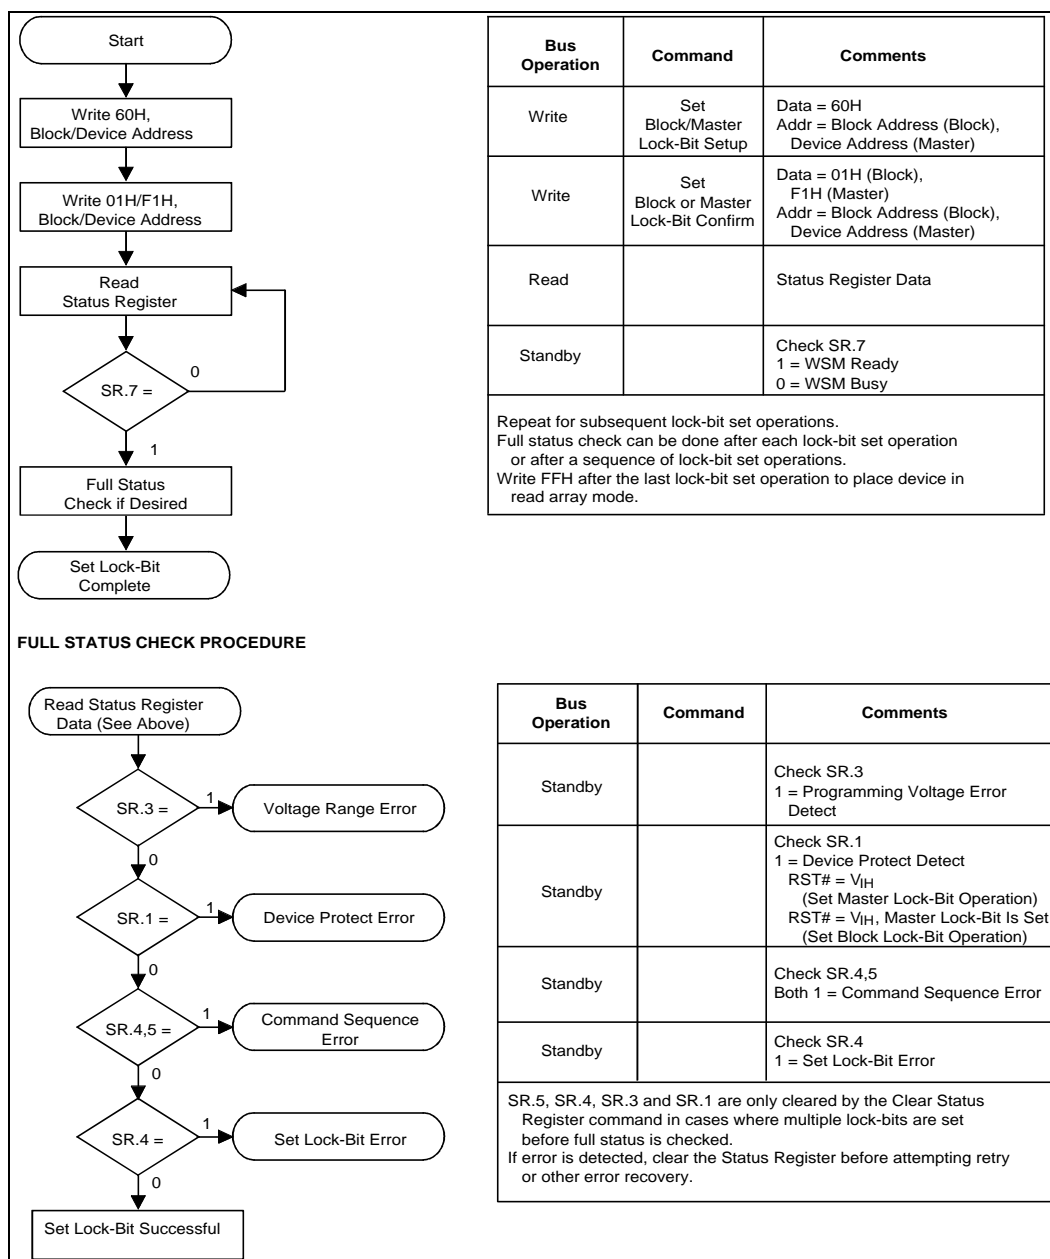 Start
Write 60H,
Block/Device Address
Write 01H/F1H,
Block/Device Address
Read
Status Register
SR.7 =
0
1
Full Status
Check if Desired
Set Lock-Bit
Complete
Bus
Operation
Command
Comments
Write
Set
Block/Master
Lock-Bit Setup
Data = 60H
Addr = Block Address (Block),
Device Address (Master)
Write
Set
Block or Master
Lock-Bit Confirm
Data = 01H (Block),
F1H (Master)
Addr = Block Address (Block),
Device Address (Master)
Read
Status Register Data
Standby
Check SR.7
1 = WSM Ready
0 = WSM Busy
Repeat for subsequent lock-bit set operations.
Full status check can be done after each lock-bit set operation
or after a sequence of lock-bit set operations.
Write FFH after the last lock-bit set operation to place device in
read array mode.
FULL STATUS CHECK PROCEDURE
Read Status Register
Data (See Above)
SR.3 =
1
Voltage Range Error
0
SR.1 =
1
Device Protect Error
0
SR.4,5 =
1
Command Sequence
Error
0
SR.4 =
1
Set Lock-Bit Error
0
Set Lock-Bit Successful
Bus
Operation
Command
Comments
Standby
Check SR.3
1 = Programming Voltage Error
Detect
Standby
Check SR.1
1 = Device Protect Detect
RST# = VIH
(Set Master Lock-Bit Operation)
RST# = VIH, Master Lock-Bit Is Set
(Set Block Lock-Bit Operation)
Standby
Check SR.4,5
Both 1 = Command Sequence Error
Standby
Check SR.4
1 = Set Lock-Bit Error
SR.5, SR.4, SR.3 and SR.1 are only cleared by the Clear Status
Register command in cases where multiple lock-bits are set
before full status is checked.
If error is detected, clear the Status Register before attempting retry
or other error recovery.